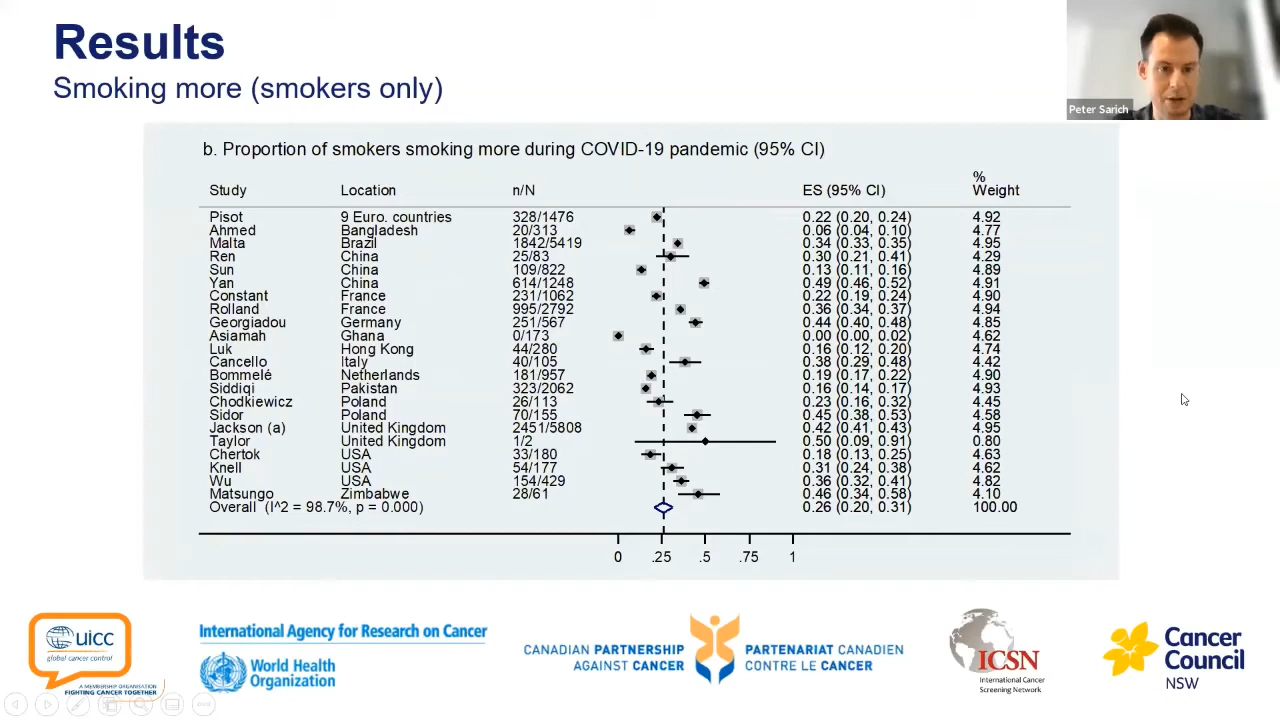 Results
Smoking more (smokers only)
Peter Sarich
b. Proportion of smokers smoking more during COVID-19 pandemic (95% CI)
%
Study Location n/N ES (95% CI) Weight
Pisot 9 Euro. countries 328/1476 0.22 (0.20, 0.24) 4.92
Ahmed Bangladesh 20/313 0.06 (0.04, 0.10) 4.77
Malta Brazil 1842/5419 0.34 (0.33, 0.35) 4.95
Ren China 25/83 0.30 (0.21, 0.41) 4.29
Sun China 109/822 0.13 (0.11, 0.16) 4.89
Yan China 614/1248 0.49 (0.46, 0.52) 4.91
Constant France 231/1062 0.22 (0.19, 0.24) 4.90
Rolland France 995/2792 0.36 (0.34, 0.37) 4.94
Georgiadou Germany 251/567 0.44 (0.40, 0.48) 4.85
Asiamah Ghana 0/173 0.00 (0.00, 0.02) 4.62
Luk Hong Kong 44/280 0.16 (0.12, 0.20) 4.74
Cancello Italy 40/105 0.38 (0.29, 0.48) 4.42
Bommelé Netherlands 181/957 0.19 (0.17, 0.22) 4.90
Siddiqi Pakistan 323/2062 0.16 (0.14, 0.17) 4.93
Chodkiewicz Poland 26/113 0.23 (0.16, 0.32) 4.45
Sidor Poland 70/155 0.45 (0.38, 0.53) 4.58
Jackson (a) United Kingdom 2451/5808 0.42 (0.41, 0.43) 4.95
Taylor United Kingdom 1/2 0.50 (0.09, 0.91) 0.80
Chertok USA 33/180 0.18 (0.13, 0.25) 4.63
Knell USA 54/177 0.31 (0.24, 0.38) 4.62
Wu USA 154/429 0.36 (0.32, 0.41) 4.82
Matsungo Zimbabwe 28/61 0.46 (0.34, 0.58) 4.10
Overall (I^2 = 98.7%, p = 0.000) 0.26 (0.20, 0.31) 100.00
0 .25 .5 .75 1
uicc
global cancer control
A MEMBERSHIP ORGANISATION
FIGHTING CANCER TOGETHER
International Agency for Research on Cancer
World Health
Organization
CANADIAN PARTNERSHIP
AGAINST CANCER
PARTENARIAT CANADIEN
CONTRE LE CANCER
ICSN
International Cancer
Screening Network
Cancer
Council
NSW